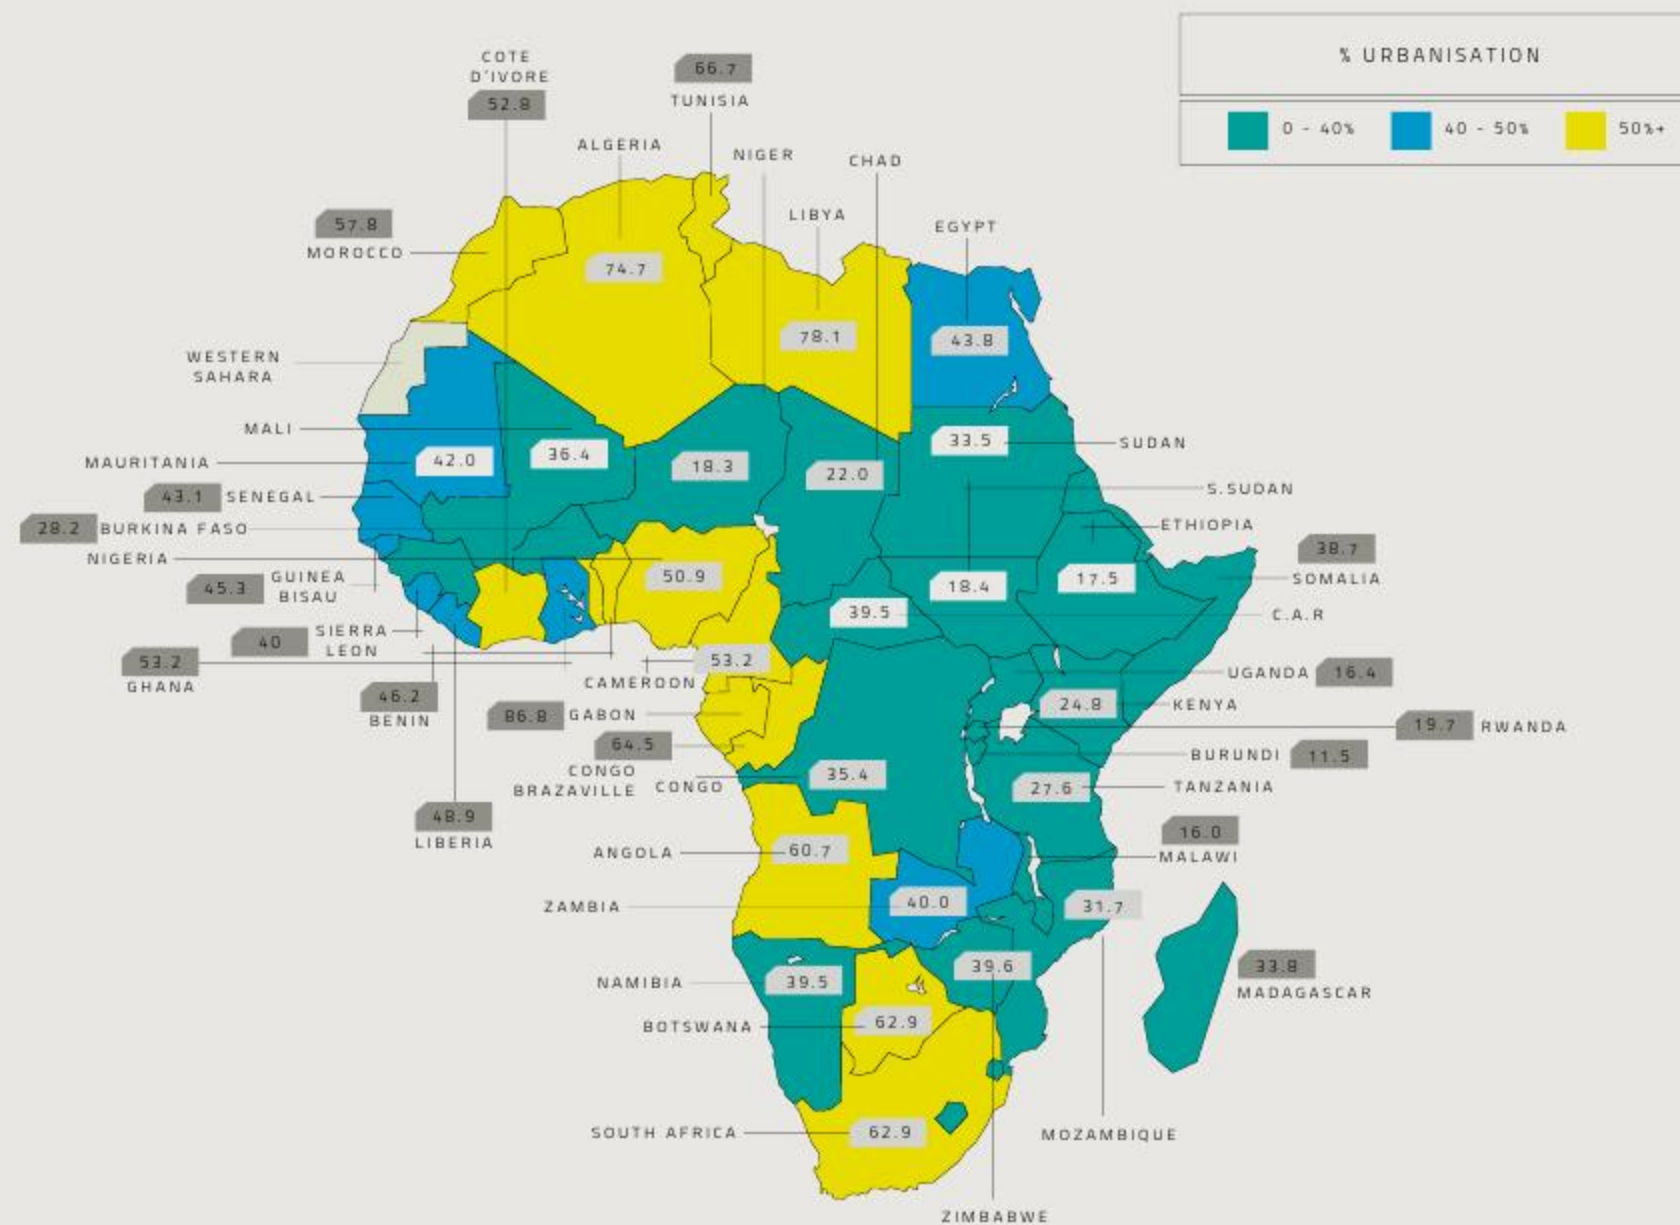 % URBANISATION
0 - 40%
40 - 50%
50%+
COTE
D'IVORE
52.8
66.7
TUNISIA
ALGERIA
NIGER
CHAD
57.8
MOROCCO
LIBYA
EGYPT
74.7
78.1
43.8
WESTERN
SAHARA
MALI
MAURITANIA
42.0
36.4
18.3
22.0
33.5
SUDAN
43.1
SENEGAL
S.SUDAN
28.2
BURKINA FASO
ETHIOPIA
NIGERIA
38.7
SOMALIA
45.3
GUINEA
BISAU
50.9
18.4
17.5
39.5
C.A.R
40
SIERRA
LEON
53.2
GHANA
53.2
CAMEROON
UGANDA
16.4
46.2
BENIN
86.8
GABON
24.8
KENYA
19.7
RWANDA
64.5
CONGO
BRAZAVILLE
CONGO
35.4
BURUNDI
11.5
27.6
TANZANIA
48.9
LIBERIA
16.0
MALAWI
ANGOLA
60.7
ZAMBIA
40.0
31.7
NAMIBIA
39.5
39.6
33.8
MADAGASCAR
BOTSWANA
62.9
SOUTH AFRICA
62.9
MOZAMBIQUE
ZIMBABWE